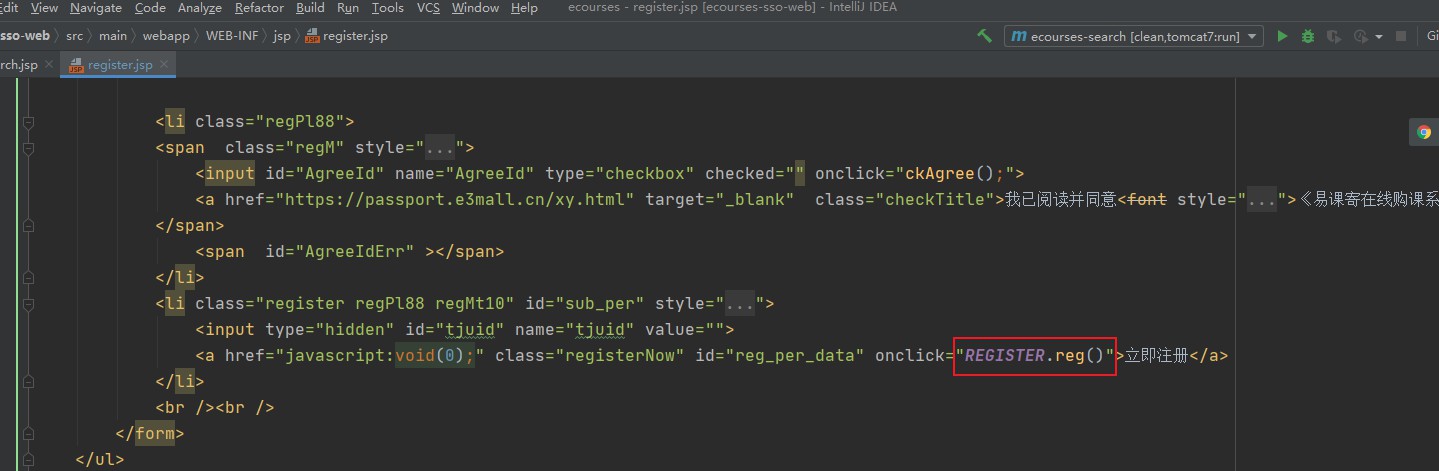 Edit View Navigate Code Analyze Refactor Build Run Tools VCS Window Help ecourses - register.jsp [ecourses-sso-web] - IntelliJ IDEA
sso-web src main webapp WEB-INF jsp register.jsp ecourses-search [clean,tomcat7:run]
rch.jsp register.jsp
<li class="regPl88">
<span  class="regM" style="...">
<input id="AgreeId" name="AgreeId" type="checkbox" checked="" onclick="ckAgree();">
<a href="https://passport.e3mall.cn/xy.html" target="_blank"  class="checkTitle">我已阅读并同意<font style="...">《易课寄在线购课系
</span>
<span  id="AgreeIdErr" ></span>
</li>
<li class="register regPl88 regMt10" id="sub_per" style="...">
<input type="hidden" id="tjuid" name="tjuid" value="">
<a href="javascript:void(0);" class="registerNow" id="reg_per_data" onclick="REGISTER.reg()">立即注册</a>
</li>
<br /><br />
</form>
</ul>